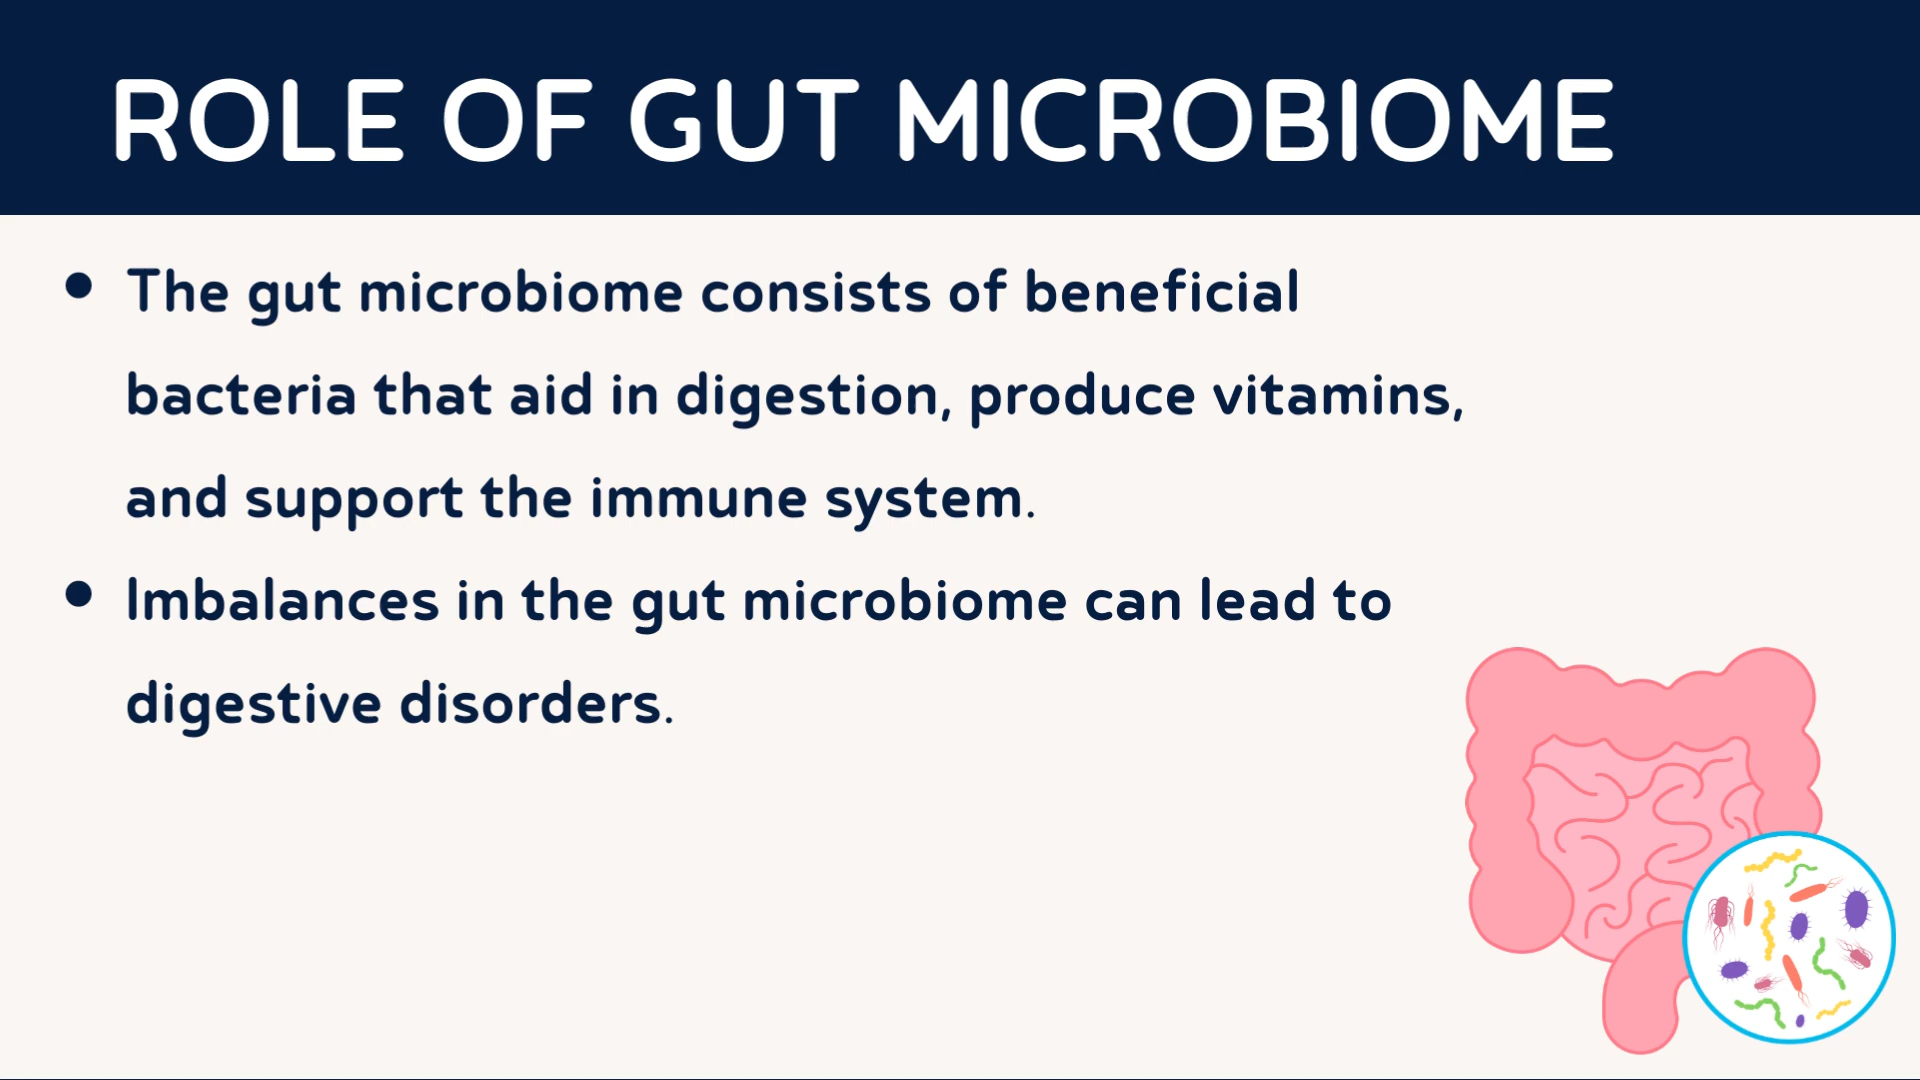 ROLE OF GUT MICROBIOME
• The gut microbiome consists of beneficial
bacteria that aid in digestion, produce vitamins,
and support the immune system.
• Imbalances in the gut microbiome can lead to
digestive disorders.